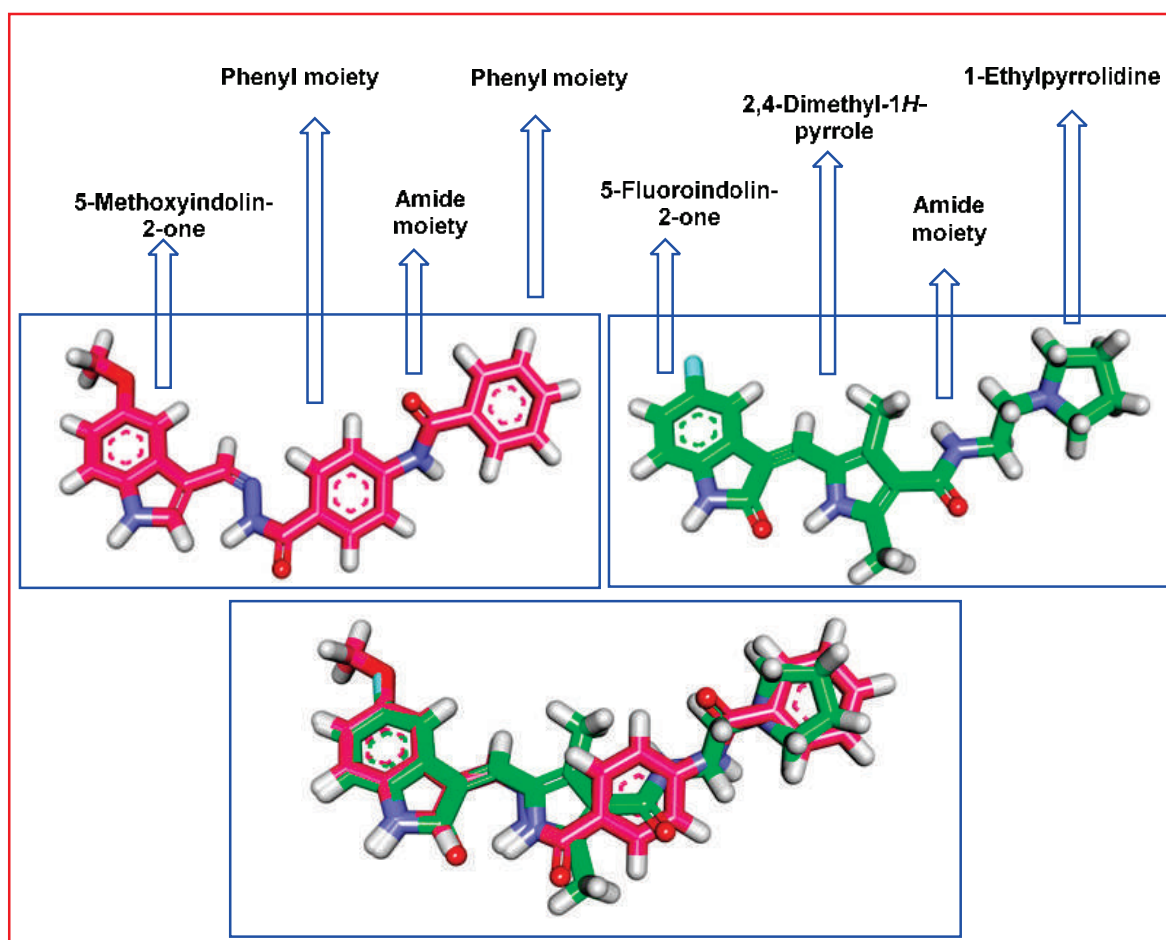 Phenyl moiety
Phenyl moiety
1-Ethylpyrrolidine
2,4-Dimethyl-1H-
pyrrole
5-Methoxyindolin-
2-one
Amide
moiety
5-Fluoroindolin-
2-one
Amide
moiety